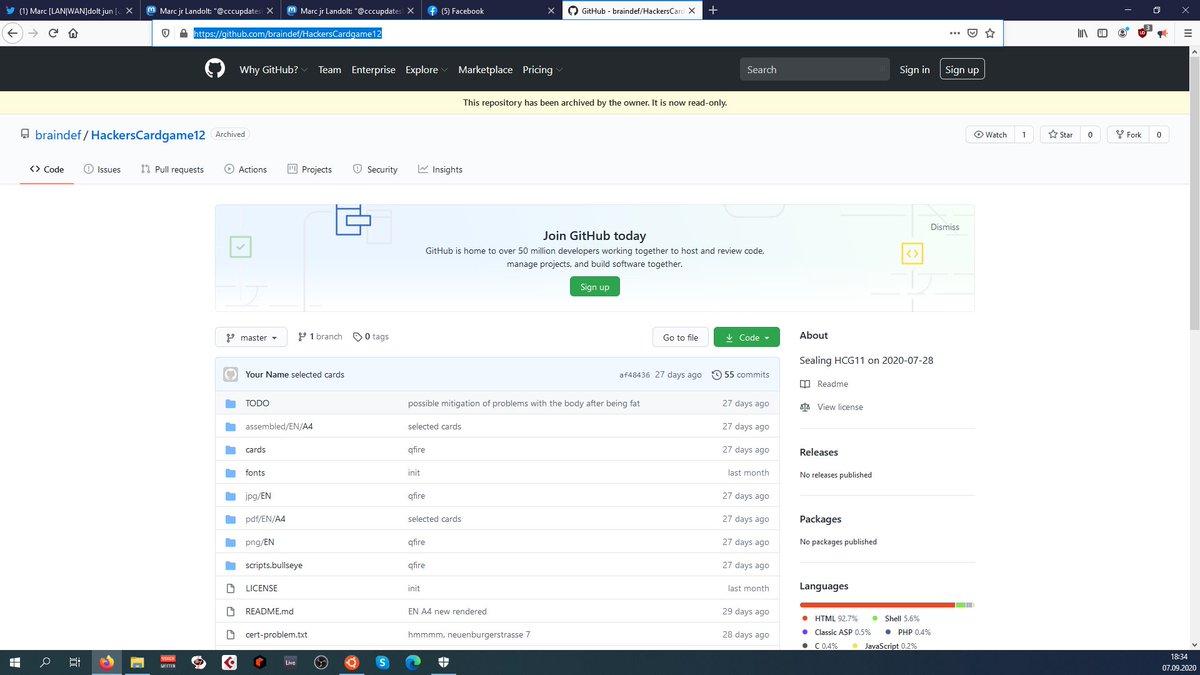 (1) Marc [LAN|WAN]dolt jun [
Marc jr Landolt: "@cccupdates
Marc jr Landolt: "@cccupdates
(5) Facebook
GitHub - braindef/HackersCard
https://github.com/braindef/HackersCardgame12
Why GitHub?
Team
Enterprise
Explore
Marketplace
Pricing
Search
Sign in
Sign up
This repository has been archived by the owner. It is now read-only.
braindef / HackersCardgame12 Archived
Watch 1
Star 0
Fork 0
Code
Issues
Pull requests
Actions
Projects
Security
Insights
Dismiss
Join GitHub today
GitHub is home to over 50 million developers working together to host and review code,
manage projects, and build software together.
Sign up
master
1 branch
0 tags
Go to file
Code
Your Name selected cards af48436 27 days ago 55 commits
TODO possible mitigation of problems with the body after being fat 27 days ago
assembled/EN/A4 selected cards 27 days ago
cards qfire 27 days ago
fonts init last month
jpg/EN qfire 27 days ago
pdf/EN/A4 selected cards 27 days ago
png/EN qfire 27 days ago
scripts.bullseye qfire 27 days ago
LICENSE init last month
README.md EN A4 new rendered 29 days ago
cert-problem.txt hmmmm, neuenburgerstrasse 7 28 days ago
About
Sealing HCG11 on 2020-07-28
Readme
View license
Releases
No releases published
Packages
No packages published
Languages
HTML 92.7% Shell 5.6%
Classic ASP 0.5% PHP 0.4%
C 0.4% JavaScript 0.2%
Live
18:34
07.09.2020